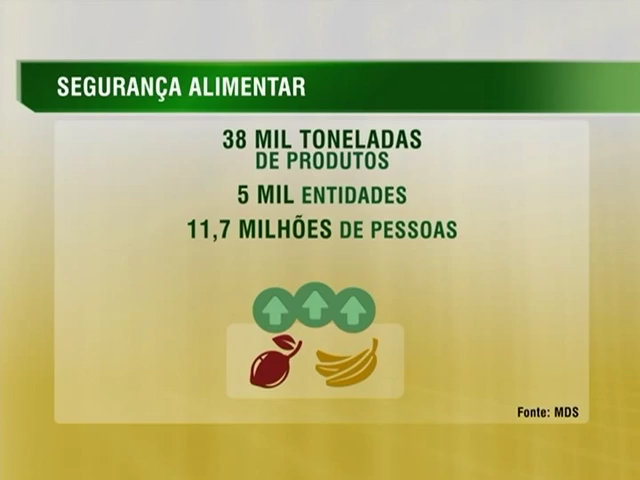 SEGURANÇA ALIMENTAR
38 MIL TONELADAS
DE PRODUTOS
5 MIL ENTIDADES
11,7 MILHÕES DE PESSOAS
Fonte: MDS